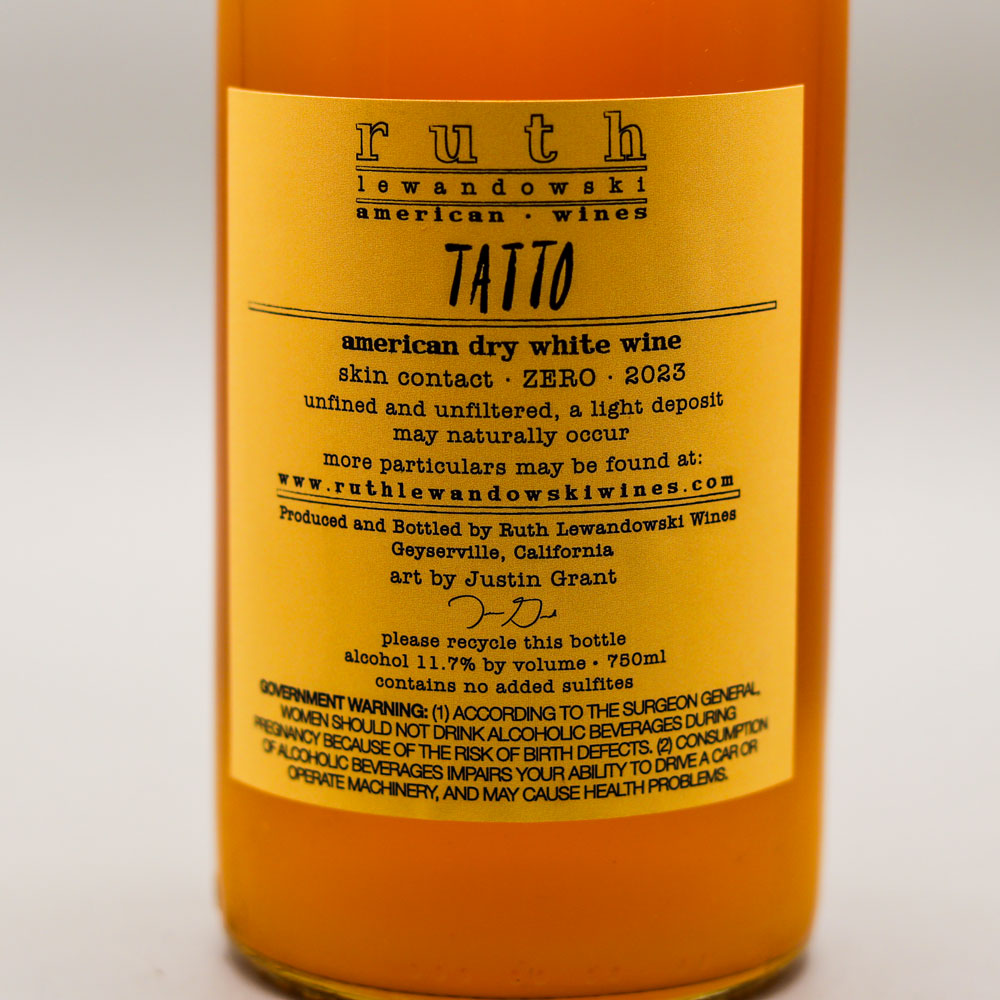 ruth
lewandowski
american · wines
TATTO
american dry white wine
skin contact · ZERO · 2023
unfined and unfiltered, a light deposit
may naturally occur
more particulars may be found at:
www.ruthlewandowskiwines.com
Produced and Bottled by Ruth Lewandowski Wines
Geyserville, California
art by Justin Grant
please recycle this bottle
alcohol 11.7% by volume · 750ml
contains no added sulfites
GOVERNMENT WARNING: (1) ACCORDING TO THE SURGEON GENERAL,
WOMEN SHOULD NOT DRINK ALCOHOLIC BEVERAGES DURING
PREGNANCY BECAUSE OF THE RISK OF BIRTH DEFECTS. (2) CONSUMPTION
OF ALCOHOLIC BEVERAGES IMPAIRS YOUR ABILITY TO DRIVE A CAR OR
OPERATE MACHINERY, AND MAY CAUSE HEALTH PROBLEMS.